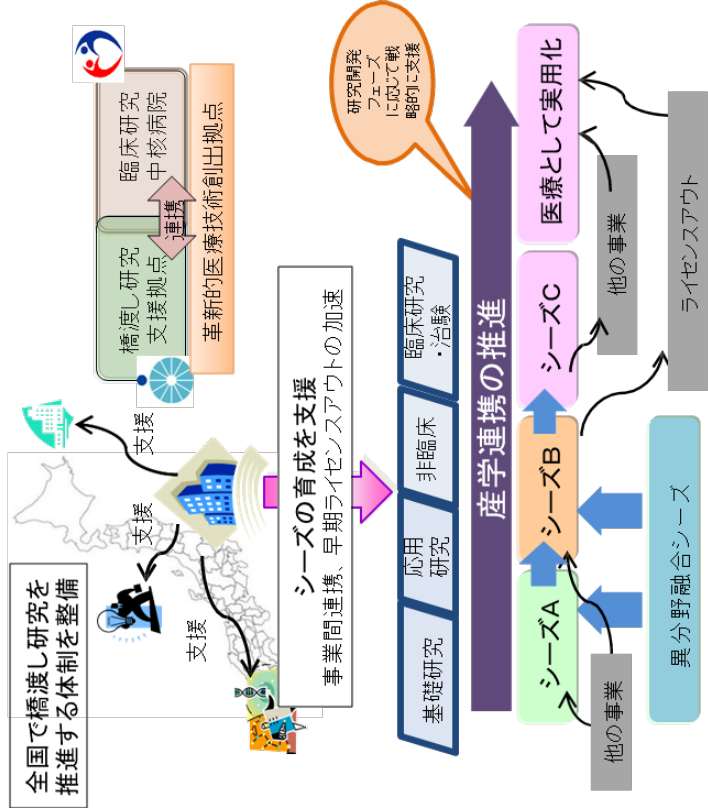 全国で橋渡し研究を
推進する体制を整備
支援
支援
支援
橋渡し研究
支援拠点
連携
臨床研究
中核病院
革新的医療技術創出拠点
シーズの育成を支援
事業間連携、早期ライセンスアウトの加速
基礎研究
応用
研究
非臨床
臨床研究
・治験
研究開発
フェーズ
に応じて戦
略的に支援
産学連携の推進
シーズA
シーズB
シーズC
医療として実用化
他の事業
異分野融合シーズ
他の事業
ライセンスアウト